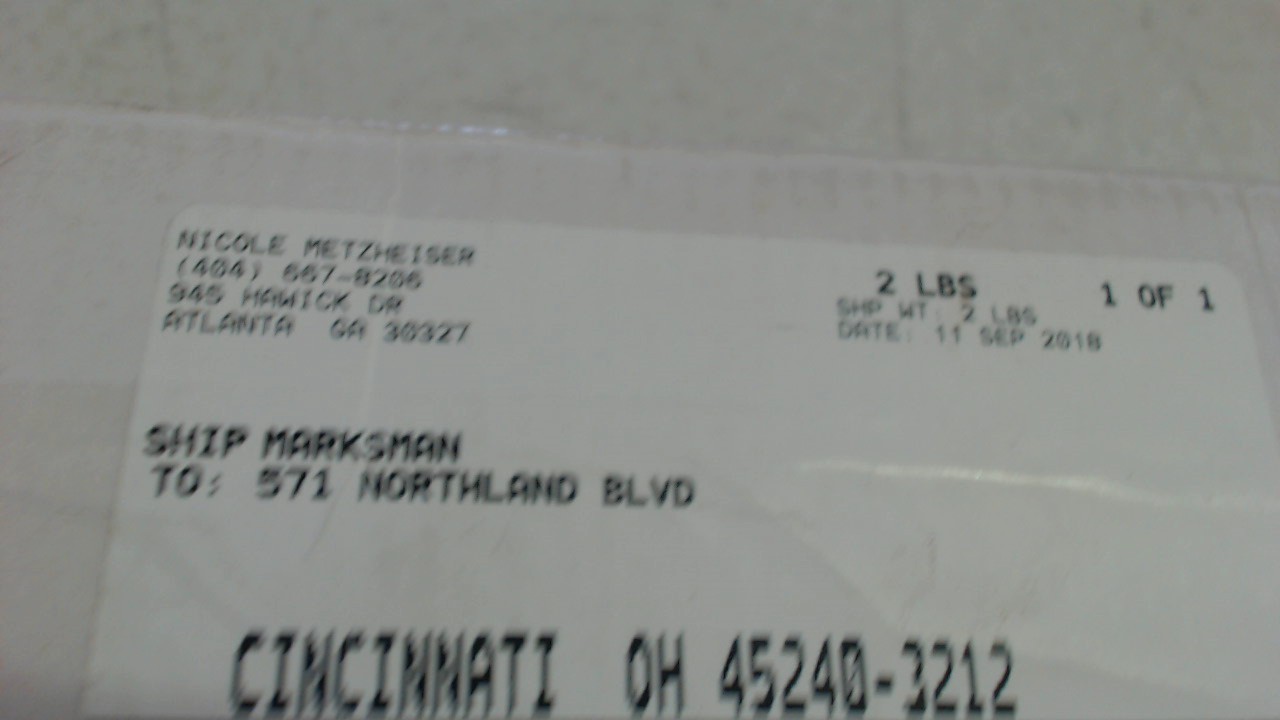 NICOLE METZHEISER
(404) 667-8206
945 HAWICK DR
ATLANTA GA 30327
2 LBS 1 OF 1
SHP WT: 2 LBS
DATE: 11 SEP 2018
SHIP MARKSMAN
TO: 571 NORTHLAND BLVD
CINCINNATI OH 45240-3212